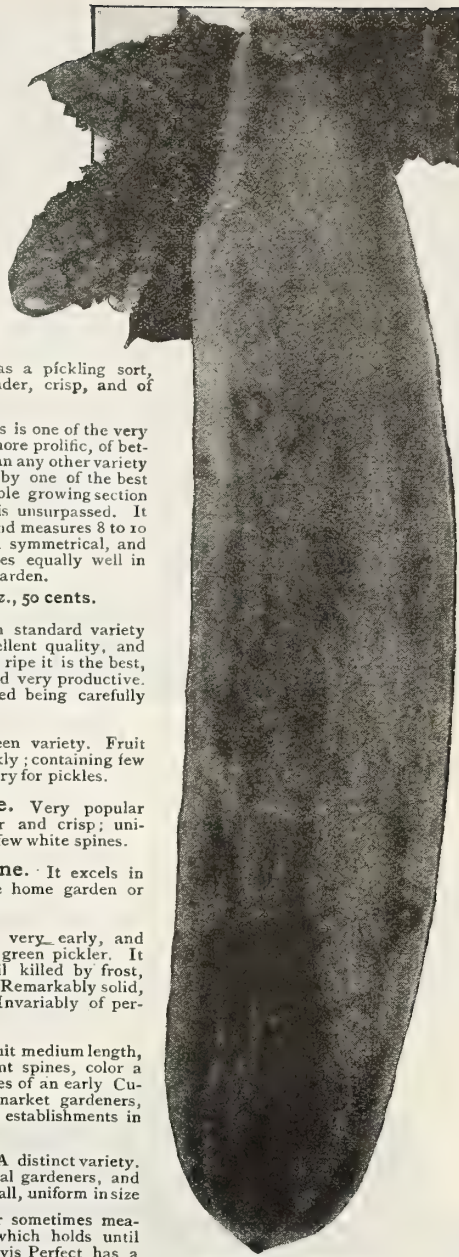 as a pickling sort,
der, crisp, and of
s is one of the very
nore prolific, of bet-
an any other variety
by one of the best
ple growing section
is unsurpassed. It
nd measures 8 to 10
symmetrical, and
es equally well in
arden.
z., 50 cents.
standard variety
ellent quality, and
ripe it is the best,
d very productive.
ed being carefully
een variety. Fruit
kly; containing few
ry for pickles.
e. Very popular
r and crisp; uni-
few white spines.
ne. It excels in
e home garden or
very early, and
green pickler. It
il killed by frost,
Remarkably solid,
Invariably of per-
uit medium length,
nt spines, color a
es of an early Cu-
market gardeners,
establishments in
A distinct variety.
al gardeners, and
all, uniform in size
r sometimes mea-
which holds until
vis Perfect has a